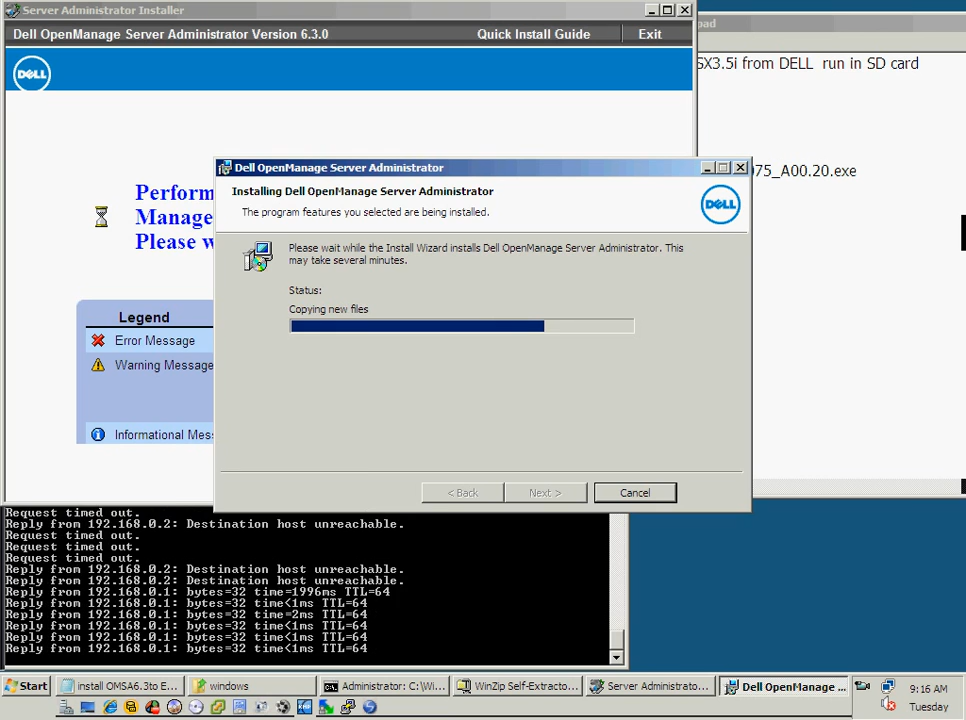 Server Administrator Installer
Dell OpenManage Server Administrator Version 6.3.0
Quick Install Guide
Exit
DELL
Perform
Manage
Please w
Legend
Error Message
Warning Message
Informational Mess
pad
SX3.5i from DELL run in SD card
75_A00.20.exe
Dell OpenManage Server Administrator
Installing Dell OpenManage Server Administrator
The program features you selected are being installed.
DELL
Please wait while the Install Wizard installs Dell OpenManage Server Administrator. This
may take several minutes.
Status:
Copying new files
< Back
Next >
Cancel
Request timed out.
Reply from 192.168.0.2: Destination host unreachable.
Request timed out.
Request timed out.
Request timed out.
Reply from 192.168.0.2: Destination host unreachable.
Reply from 192.168.0.2: Destination host unreachable.
Reply from 192.168.0.1: bytes=32 time=1996ms TTL=64
Reply from 192.168.0.1: bytes=32 time<1ms TTL=64
Reply from 192.168.0.1: bytes=32 time=2ms TTL=64
Reply from 192.168.0.1: bytes=32 time<1ms TTL=64
Reply from 192.168.0.1: bytes=32 time<1ms TTL=64
Reply from 192.168.0.1: bytes=32 time<1ms TTL=64
Start
install OMSA6.3to E...
windows
Administrator: C:\Wi...
WinZip Self-Extracto...
Server Administrato...
Dell OpenManage ...
9:16 AM
Tuesday